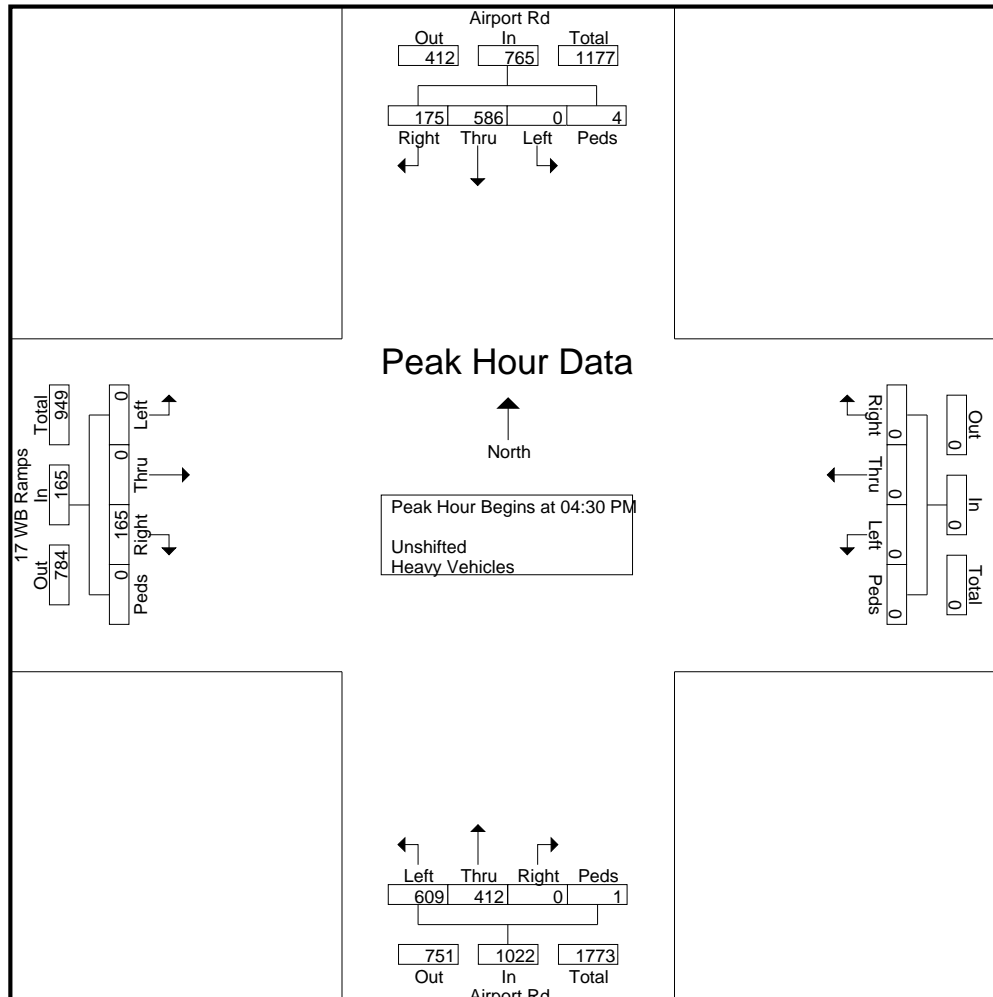 Airport Rd
Out In Total
412 765 1177
175 586 0 4
Right Thru Left Peds
Peak Hour Data
North
Peak Hour Begins at 04:30 PM
Unshifted
Heavy Vehicles
17 WB Ramps
Out In Total
784 165 949
0 0 165 0
Left Thru Right Peds
Out In Total
0 0 0
0 0 0 0
Right Thru Left Peds
Left Thru Right Peds
609 412 0 1
751 1022 1773
Out In Total
Airport Rd